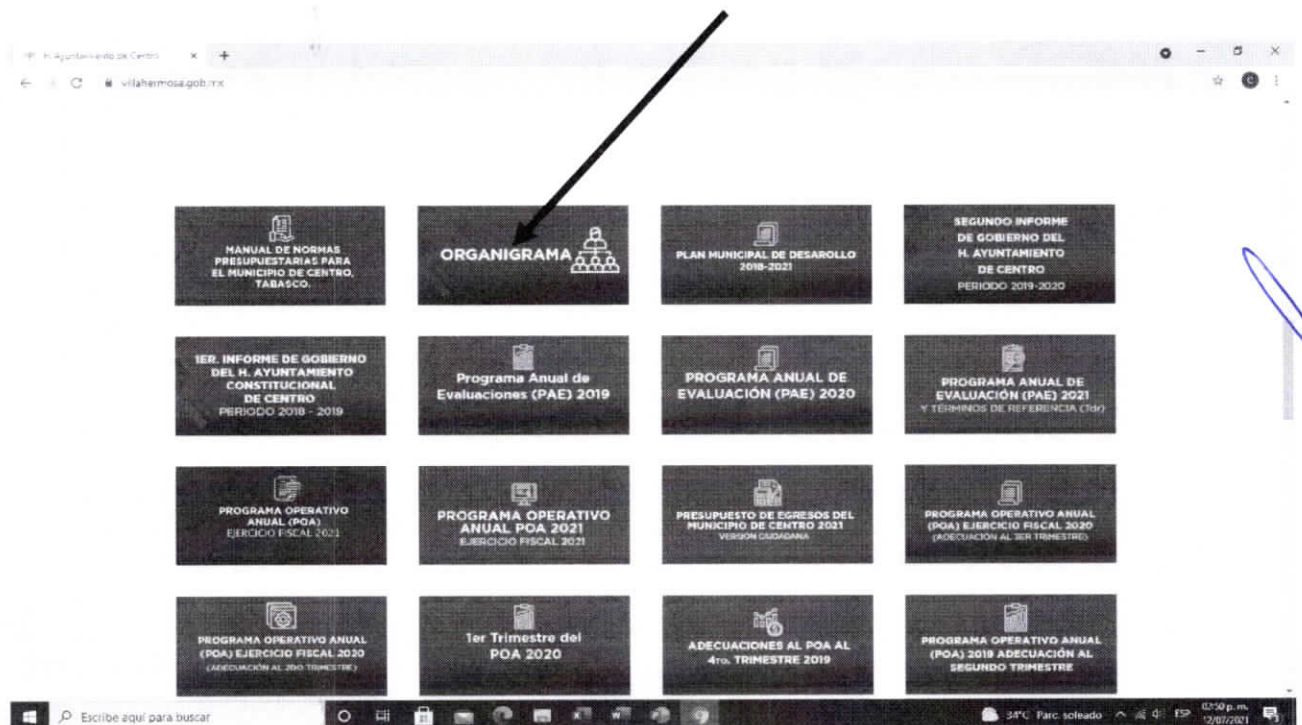 H. Ayuntamiento de Centro
villahermosa.gob.mx
MANUAL DE NORMAS
PRESUPUESTARIAS PARA
EL MUNICIPIO DE CENTRO,
TABASCO.
ORGANIGRAMA
PLAN MUNICIPAL DE DESAROLLO
2018-2021
SEGUNDO INFORME
DE GOBIERNO DEL
H. AYUNTAMIENTO
DE CENTRO
PERIODO 2019-2020
1ER. INFORME DE GOBIERNO
DEL H. AYUNTAMIENTO
CONSTITUCIONAL
DE CENTRO
PERIODO 2018 - 2019
Programa Anual de
Evaluaciones (PAE) 2019
PROGRAMA ANUAL DE
EVALUACIÓN (PAE) 2020
PROGRAMA ANUAL DE
EVALUACIÓN (PAE) 2021
Y TERMINOS DE REFERENCIA (Tdr)
PROGRAMA OPERATIVO
ANUAL (POA)
EJERCICIO FISCAL 2021
PROGRAMA OPERATIVO
ANUAL POA 2021
EJERCICIO FISCAL 2021
PRESUPUESTO DE EGRESOS DEL
MUNICIPIO DE CENTRO 2021
VERSIÓN CIUDADANA
PROGRAMA OPERATIVO ANUAL
(POA) EJERCICIO FISCAL 2020
(ADECUACIÓN AL 3ER TRIMESTRE)
PROGRAMA OPERATIVO ANUAL
(POA) EJERCICIO FISCAL 2020
(ADECUACIÓN AL 2DO TRIMESTRE)
1er Trimestre del
POA 2020
ADECUACIONES AL POA AL
4TO. TRIMESTRE 2019
PROGRAMA OPERATIVO ANUAL
(POA) 2019 ADECUACIÓN AL
SEGUNDO TRIMESTRE
Escribe aquí para buscar
34°C Parc. soleado
ESP
02:50 p. m.
12/07/2021